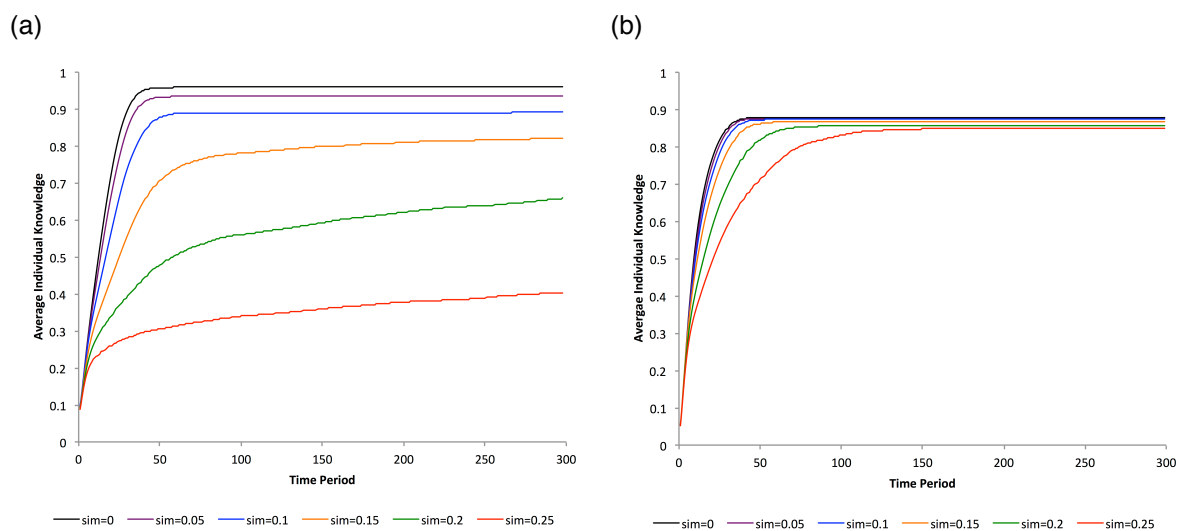 (a)
1
0.9
0.8
0.7
0.6
0.5
0.4
0.3
0.2
0.1
0
Average Individual Knowledge
0 50 100 150 200 250 300
Time Period
sim=0 sim=0.05 sim=0.1 sim=0.15 sim=0.2 sim=0.25
(b)
1
0.9
0.8
0.7
0.6
0.5
0.4
0.3
0.2
0.1
0
Avergae Individual Knowledge
0 50 100 150 200 250 300
Time Period
sim=0 sim=0.05 sim=0.1 sim=0.15 sim=0.2 sim=0.25